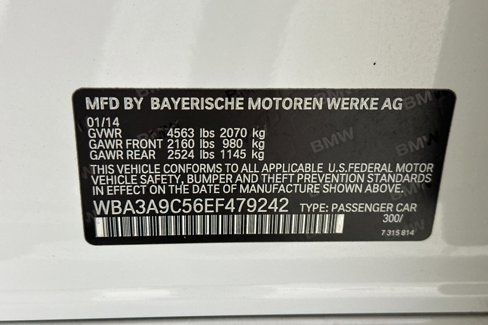 MFD BY BAYERISCHE MOTOREN WERKE AG
01/14
GVWR 4563 lbs 2070 kg
GAWR FRONT 2160 lbs 980 kg
GAWR REAR 2524 lbs 1145 kg
THIS VEHICLE CONFORMS TO ALL APPLICABLE U.S.FEDERAL MOTOR
VEHICLE SAFETY, BUMPER AND THEFT PREVENTION STANDARDS
IN EFFECT ON THE DATE OF MANUFACTURE SHOWN ABOVE.
WBA3A9C56EF479242 TYPE: PASSENGER CAR
300/
7 315 814
BMW
BMW
BMW